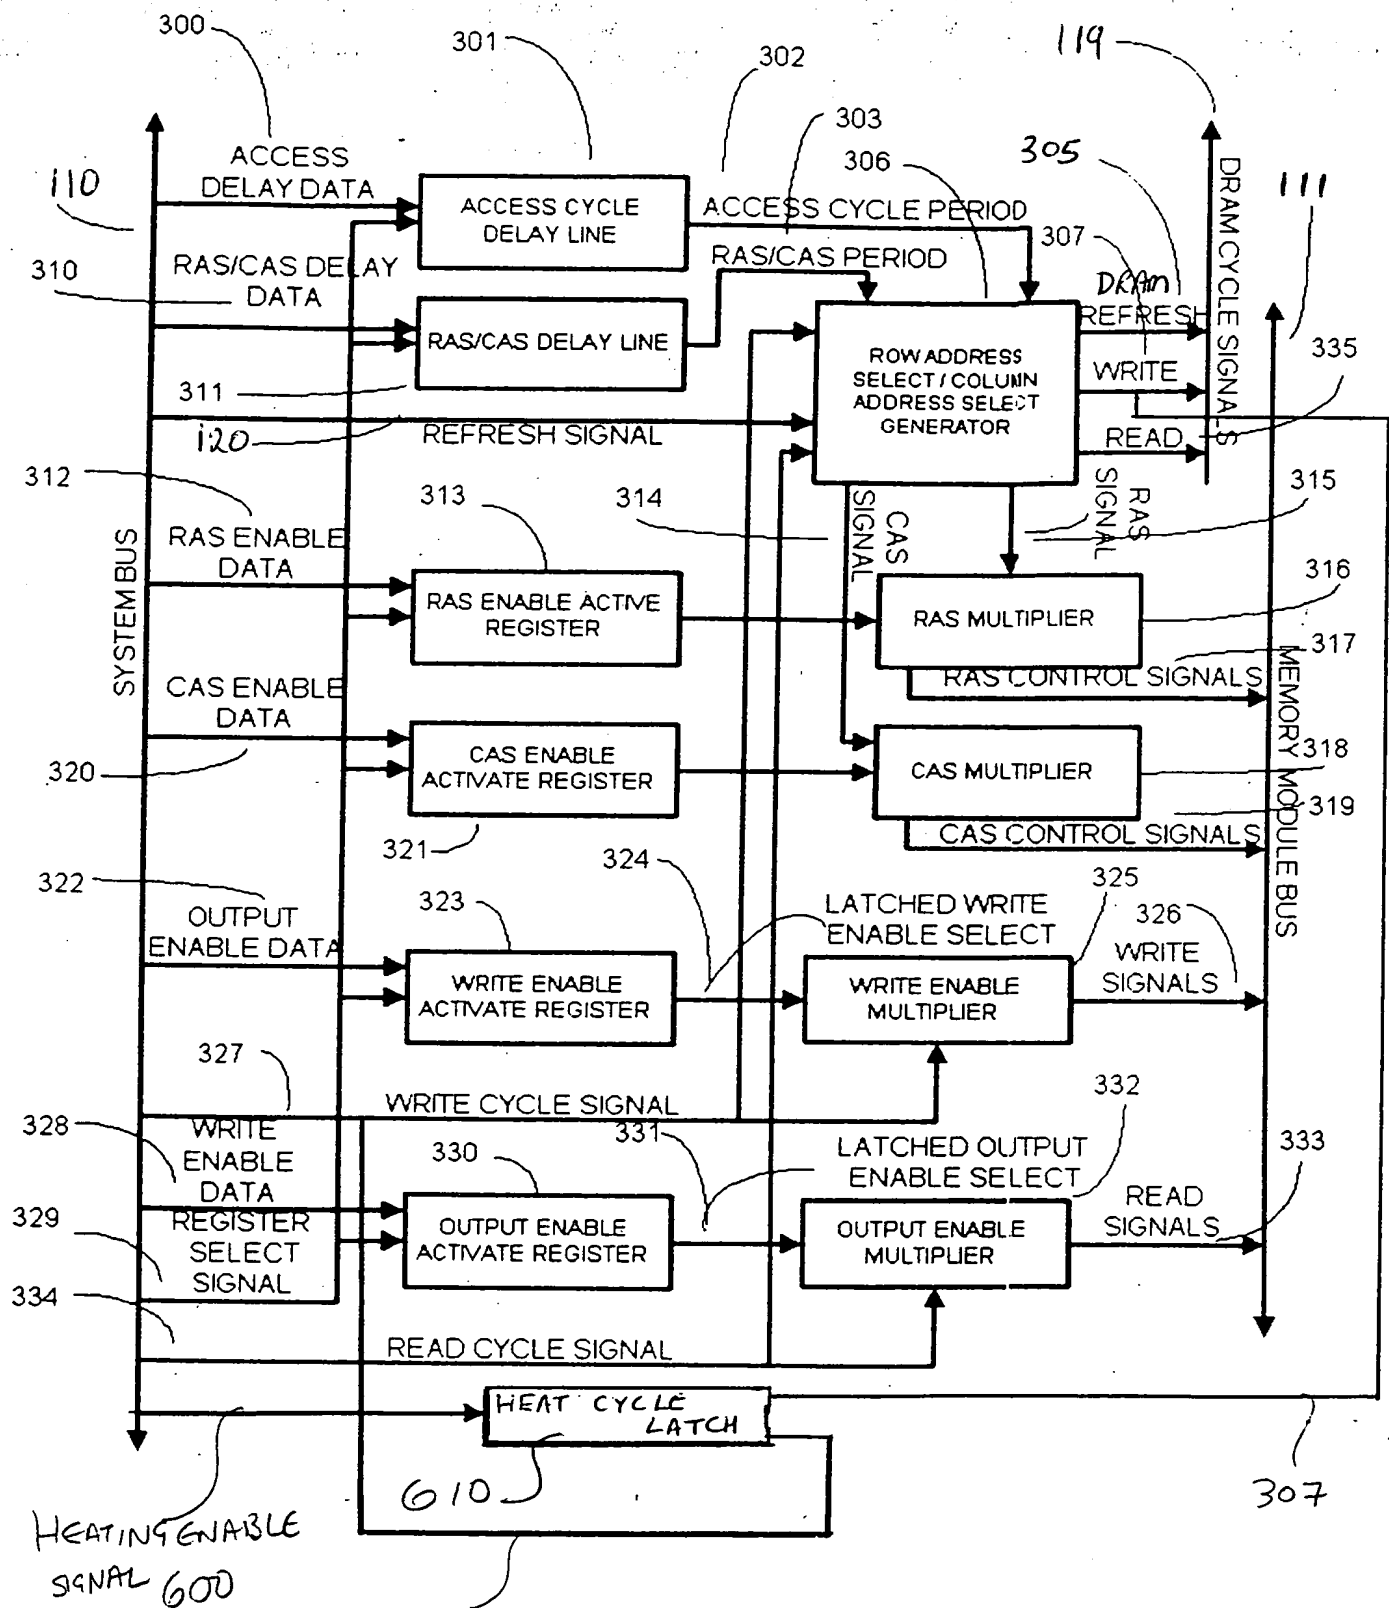 300
301
302
119
303
306
305
ACCESS
DELAY DATA
110
ACCESS CYCLE
DELAY LINE
ACCESS CYCLE PERIOD
307
111
DRAM CYCLE SIGNALS
RAS/CAS DELAY
DATA
310
RAS/CAS PERIOD
DRAM
REFRESH
RAS/CAS DELAY LINE
ROW ADDRESS
SELECT / COLUMN
ADDRESS SELECT
GENERATOR
WRITE
335
311
120
REFRESH SIGNAL
READ
312
313
314
CAS
SIGNAL
RAS
SIGNAL
315
SYSTEM BUS
RAS ENABLE
DATA
RAS ENABLE ACTIVE
REGISTER
RAS MULTIPLIER
316
317
RAS CONTROL SIGNALS
MEMORY MODULE BUS
CAS ENABLE
DATA
320
CAS ENABLE
ACTIVATE REGISTER
CAS MULTIPLIER
318
319
CAS CONTROL SIGNALS
321
322
323
324
LATCHED WRITE
ENABLE SELECT
325
326
OUTPUT
ENABLE DATA
WRITE ENABLE
ACTIVATE REGISTER
WRITE ENABLE
MULTIPLIER
WRITE
SIGNALS
327
WRITE CYCLE SIGNAL
332
328
WRITE
ENABLE
DATA
330
331
LATCHED OUTPUT
ENABLE SELECT
333
329
REGISTER
SELECT
SIGNAL
OUTPUT ENABLE
ACTIVATE REGISTER
OUTPUT ENABLE
MULTIPLIER
READ
SIGNALS
334
READ CYCLE SIGNAL
HEAT CYCLE
LATCH
610
307
HEATING ENABLE
SIGNAL 600